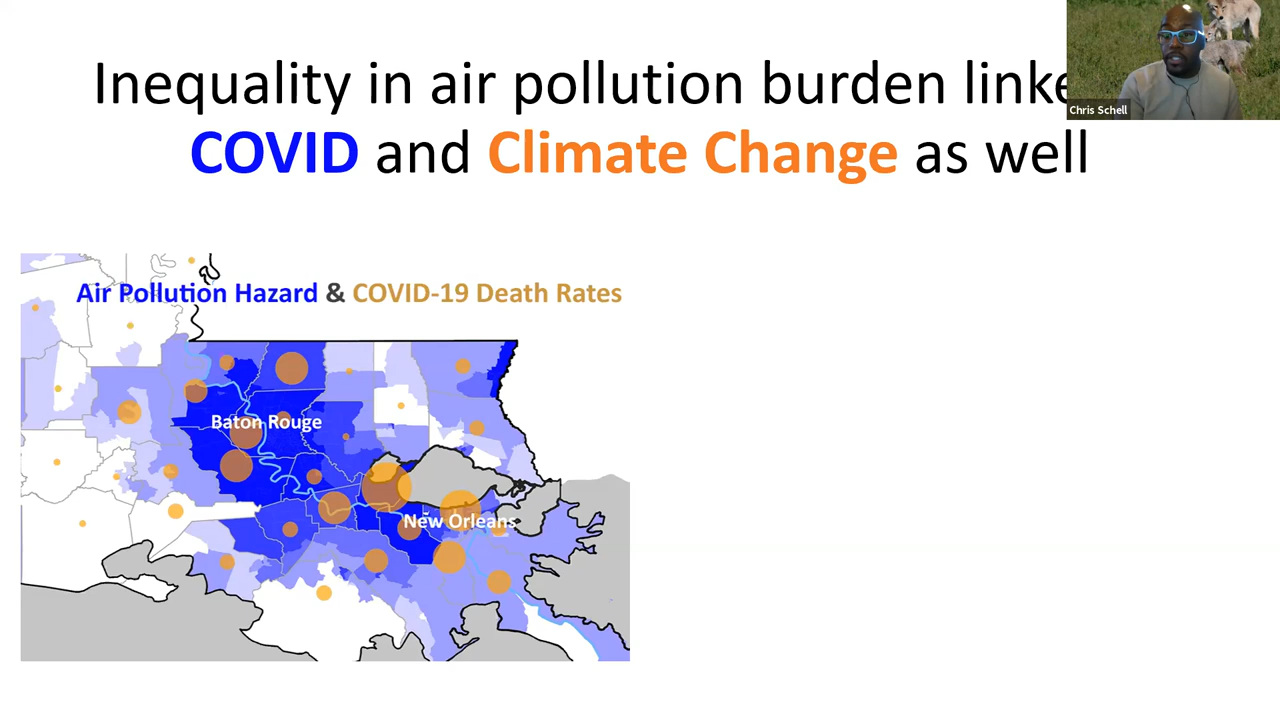 Inequality in air pollution burden linke
COVID and Climate Change as well
Chris Schell
Air Pollution Hazard & COVID-19 Death Rates
Baton Rouge
New Orleans